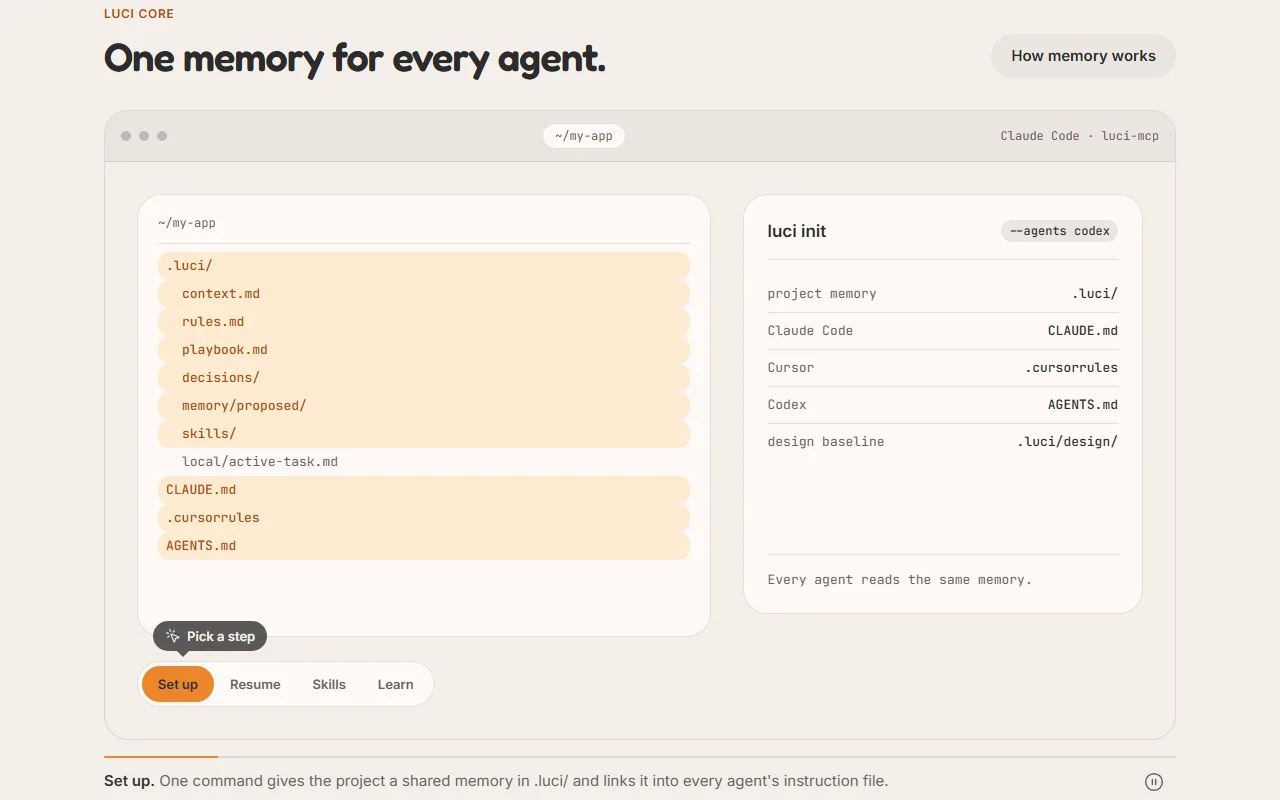 LUCI CORE
One memory for every agent.
How memory works
~/my-app
Claude Code · luci-mcp
~/my-app
.luci/
context.md
rules.md
playbook.md
decisions/
memory/proposed/
skills/
local/active-task.md
CLAUDE.md
.cursorrules
AGENTS.md
luci init
--agents codex
project memory .luci/
Claude Code CLAUDE.md
Cursor .cursorrules
Codex AGENTS.md
design baseline .luci/design/
Every agent reads the same memory.
Pick a step
Set up Resume Skills Learn
Set up. One command gives the project a shared memory in .luci/ and links it into every agent's instruction file.